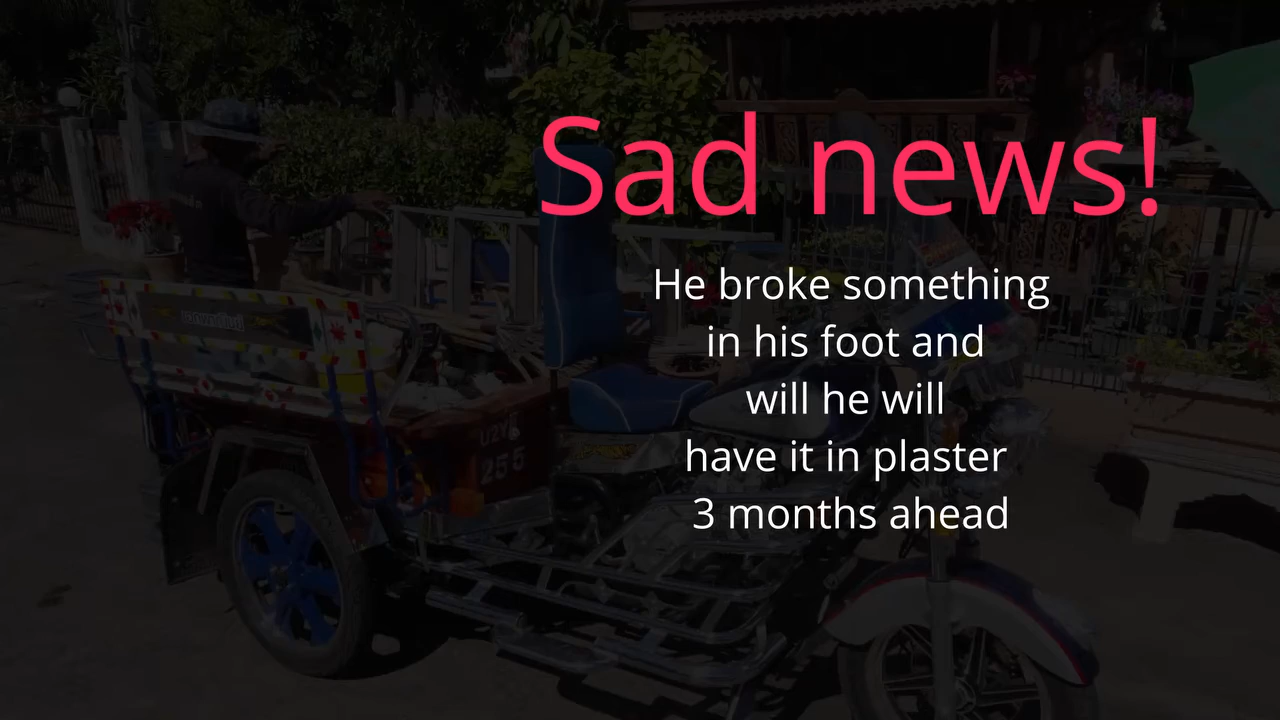 Sad news!
He broke something
in his foot and
will he will
have it in plaster
3 months ahead
255